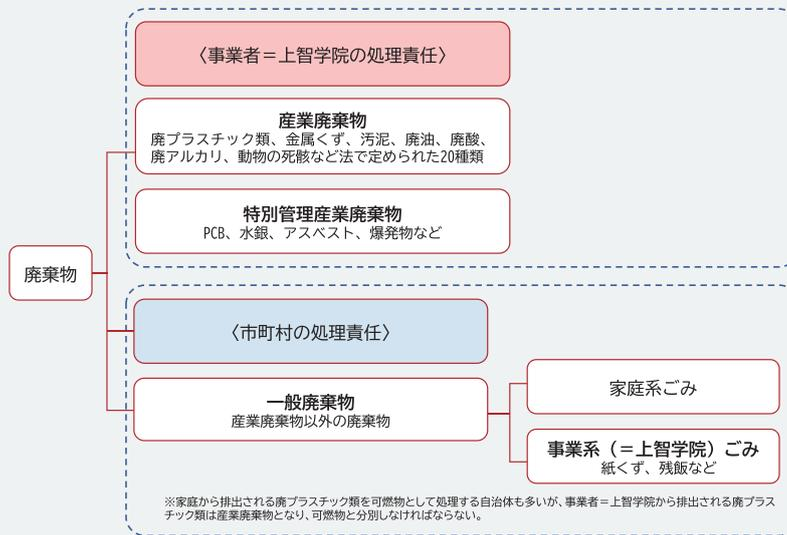 〈事業者＝上智学院の処理責任〉
産業廃棄物
廃プラスチック類、金属くず、汚泥、廃油、廃酸、
廃アルカリ、動物の死骸など法で定められた20種類
特別管理産業廃棄物
PCB、水銀、アスベスト、爆発物など
廃棄物
〈市町村の処理責任〉
一般廃棄物
産業廃棄物以外の廃棄物
家庭系ごみ
事業系（＝上智学院）ごみ
紙くず、残飯など
※家庭から排出される廃プラスチック類を可燃物として処理する自治体も多いが、事業者＝上智学院から排出される廃プラス
チック類は産業廃棄物となり、可燃物と分別しなければならない。